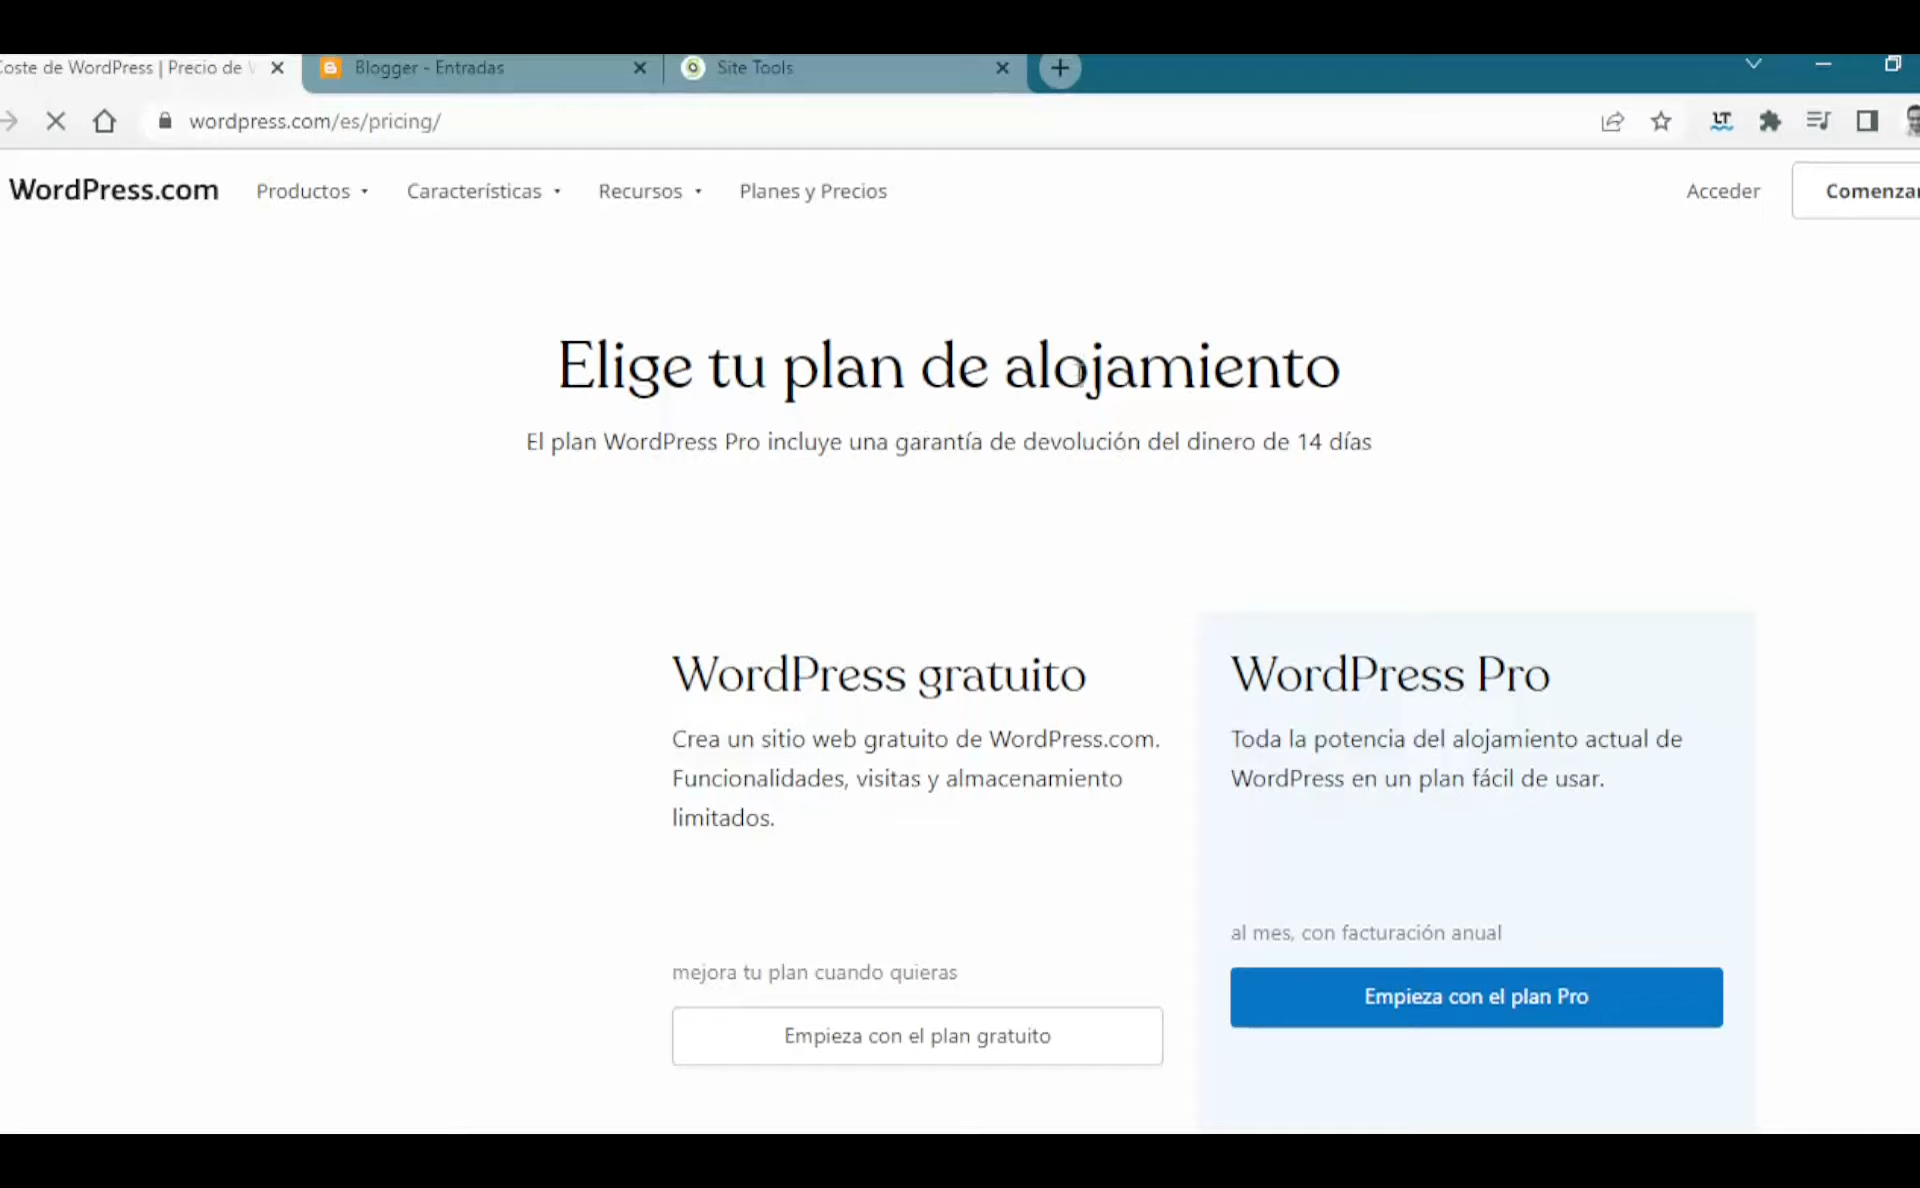 Coste de WordPress | Precio de
Blogger - Entradas
Site Tools
wordpress.com/es/pricing/
LT
WordPress.com
Productos
Características
Recursos
Planes y Precios
Acceder
Comenzar
Elige tu plan de alojamiento
El plan WordPress Pro incluye una garantía de devolución del dinero de 14 días
WordPress gratuito
Crea un sitio web gratuito de WordPress.com.
Funcionalidades, visitas y almacenamiento
limitados.
mejora tu plan cuando quieras
Empieza con el plan gratuito
WordPress Pro
Toda la potencia del alojamiento actual de
WordPress en un plan fácil de usar.
al mes, con facturación anual
Empieza con el plan Pro